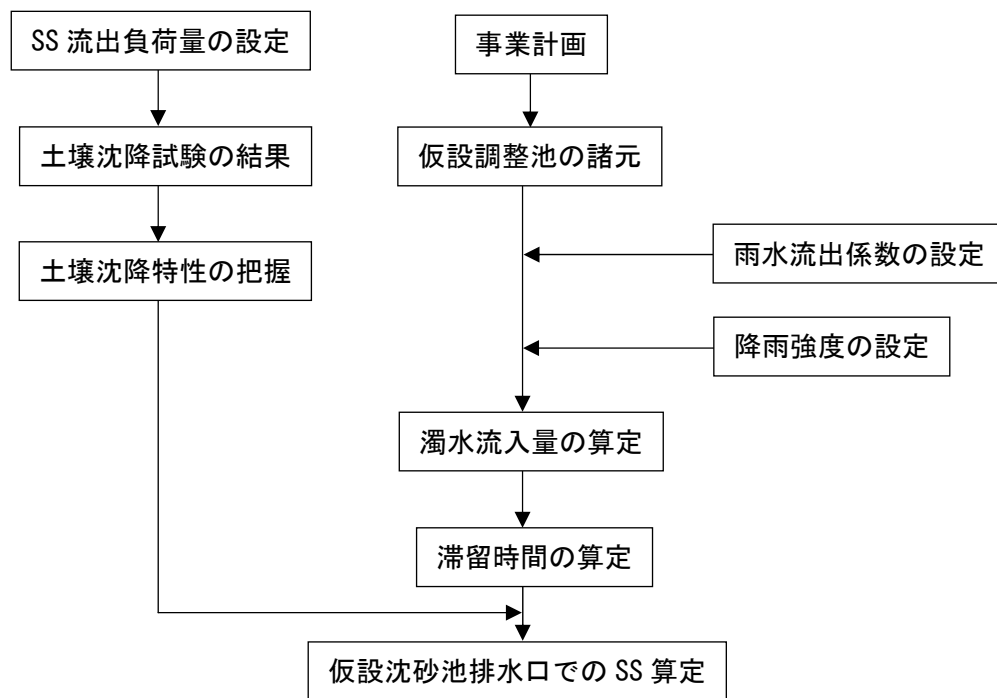 SS 流出負荷量の設定
事業計画
土壌沈降試験の結果
仮設調整池の諸元
土壌沈降特性の把握
雨水流出係数の設定
降雨強度の設定
濁水流入量の算定
滞留時間の算定
仮設沈砂池排水口での SS 算定